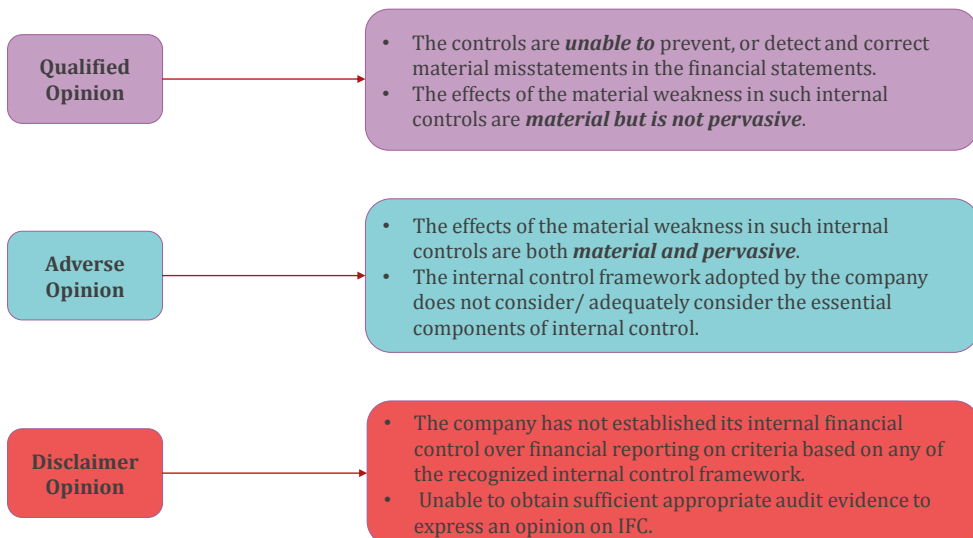 Qualified
Opinion
• The controls are unable to prevent, or detect and correct
material misstatements in the financial statements.
• The effects of the material weakness in such internal
controls are material but is not pervasive.
Adverse
Opinion
• The effects of the material weakness in such internal
controls are both material and pervasive.
• The internal control framework adopted by the company
does not consider/ adequately consider the essential
components of internal control.
Disclaimer
Opinion
• The company has not established its internal financial
control over financial reporting on criteria based on any of
the recognized internal control framework.
• Unable to obtain sufficient appropriate audit evidence to
express an opinion on IFC.